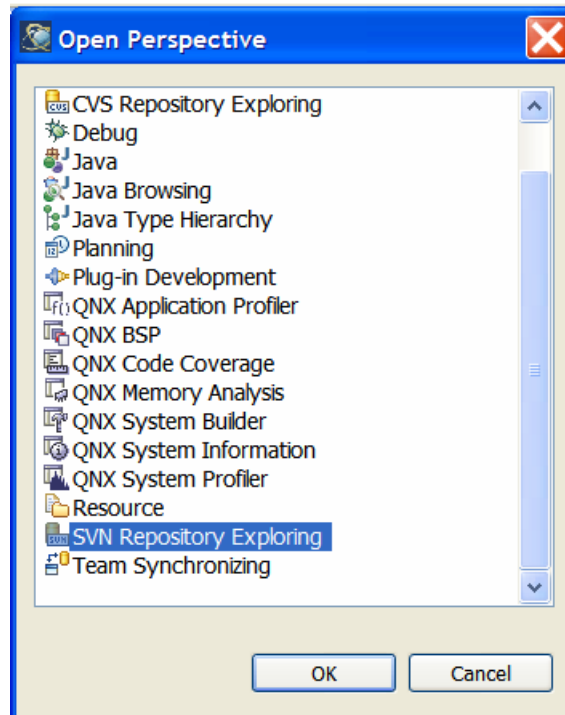 Open Perspective
CVS Repository Exploring
Debug
Java
Java Browsing
Java Type Hierarchy
Planning
Plug-in Development
QNX Application Profiler
QNX BSP
QNX Code Coverage
QNX Memory Analysis
QNX System Builder
QNX System Information
QNX System Profiler
Resource
SVN Repository Exploring
Team Synchronizing
OK Cancel